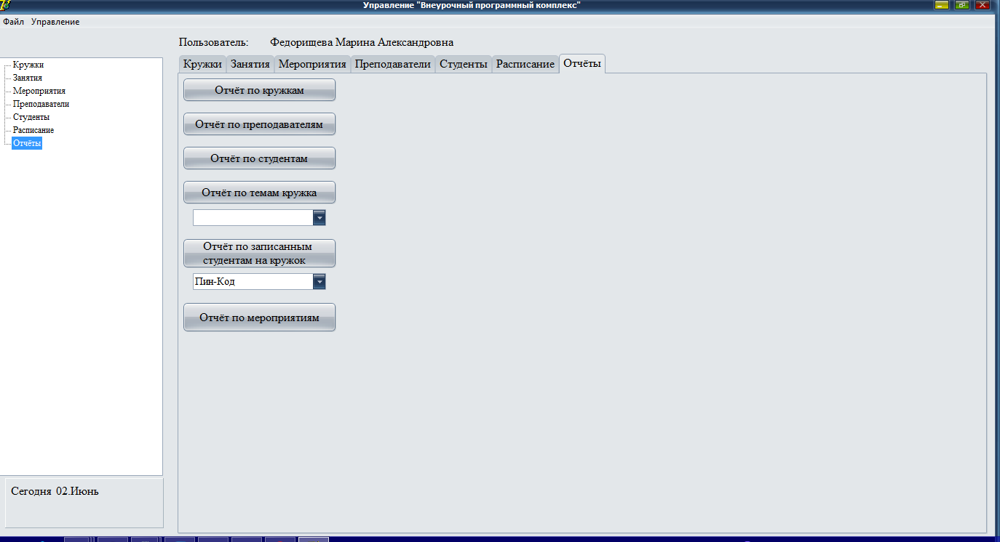 Управление "Внеурочный программный комплекс"
Файл Управление
Пользователь: Федорищева Марина Александровна
Кружки
Занятия
Мероприятия
Преподаватели
Студенты
Расписание
Отчёты
Кружки Занятия Мероприятия Преподаватели Студенты Расписание Отчёты
Отчёт по кружкам
Отчёт по преподавателям
Отчёт по студентам
Отчёт по темам кружка
Отчёт по записанным
студентам на кружок
Пин-Код
Отчёт по мероприятиям
Сегодня 02.Июнь